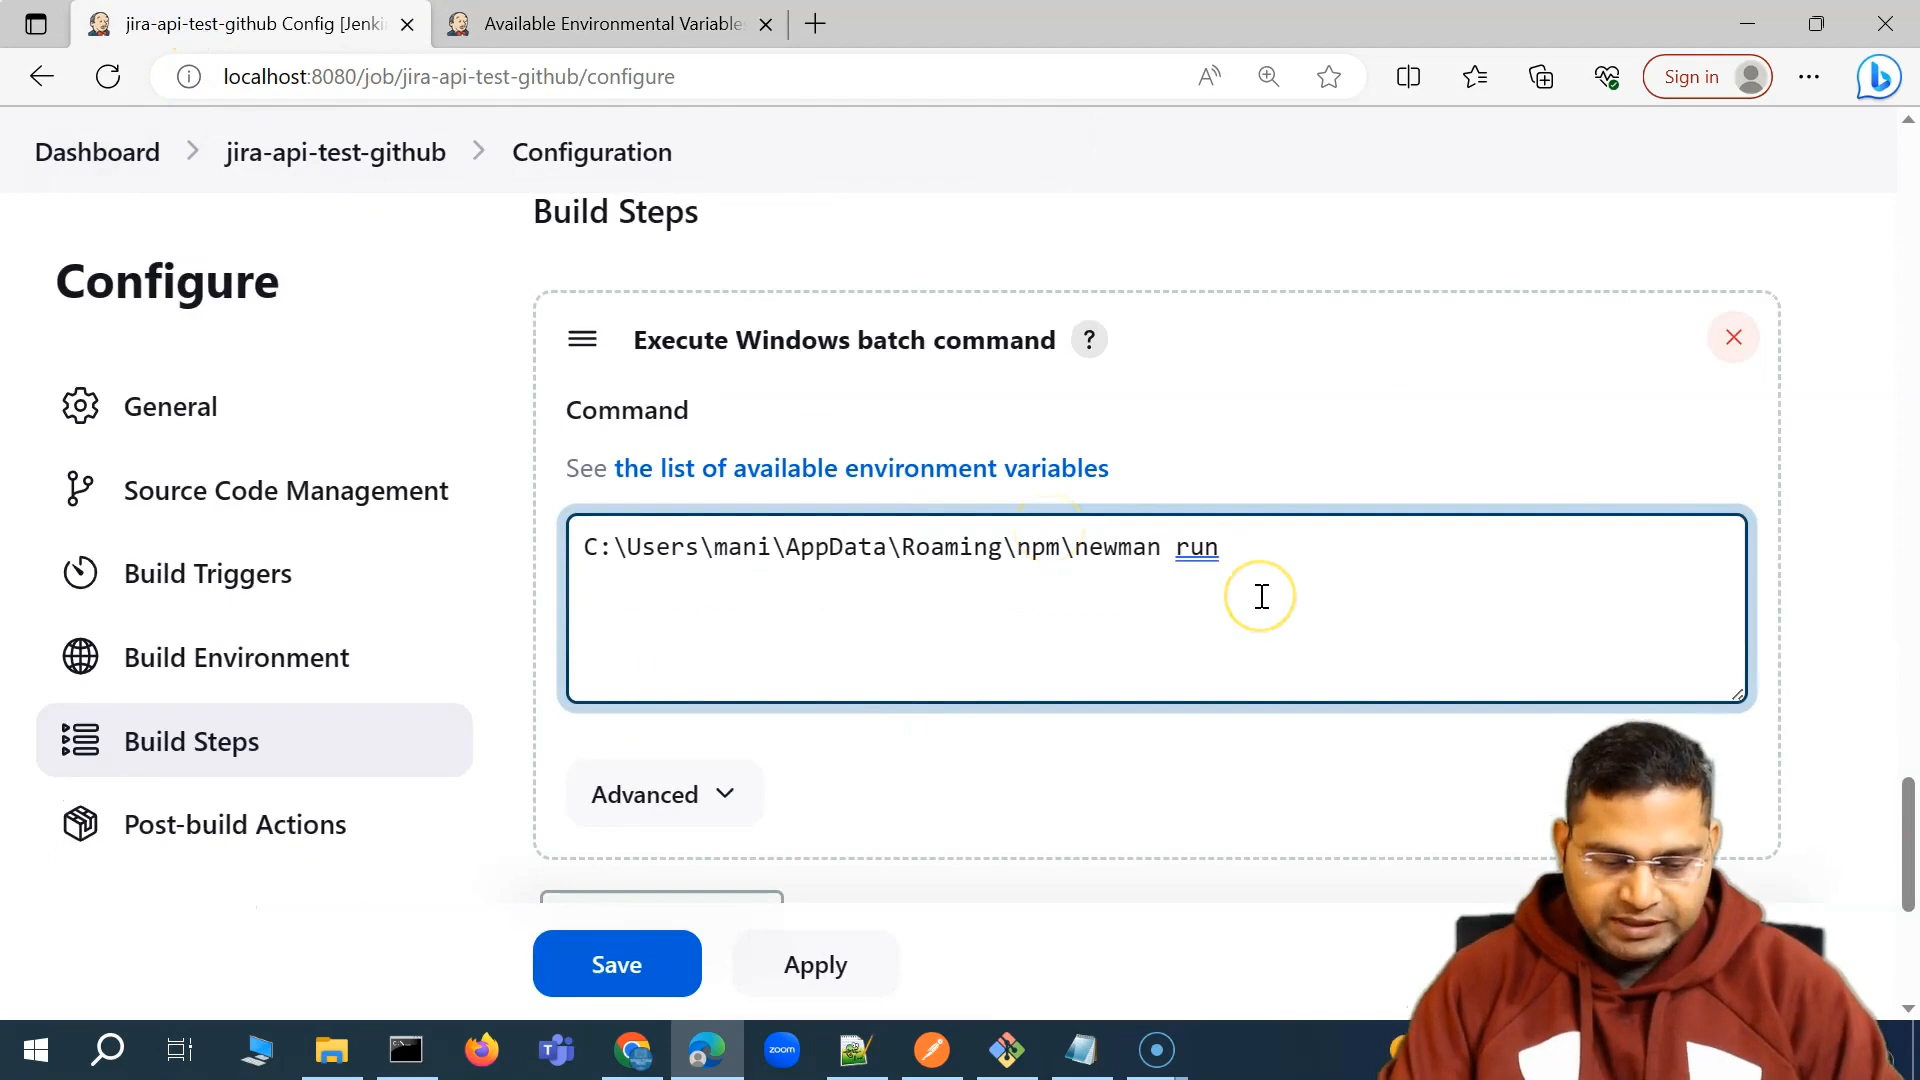 jira-api-test-github Config [Jenki
Available Environmental Variable
localhost:8080/job/jira-api-test-github/configure
Sign in
Dashboard
jira-api-test-github
Configuration
Configure
General
Source Code Management
Build Triggers
Build Environment
Build Steps
Post-build Actions
Build Steps
Execute Windows batch command ?
Command
See the list of available environment variables
C:\Users\mani\AppData\Roaming\npm\newman run
Advanced
Save
Apply
zoom